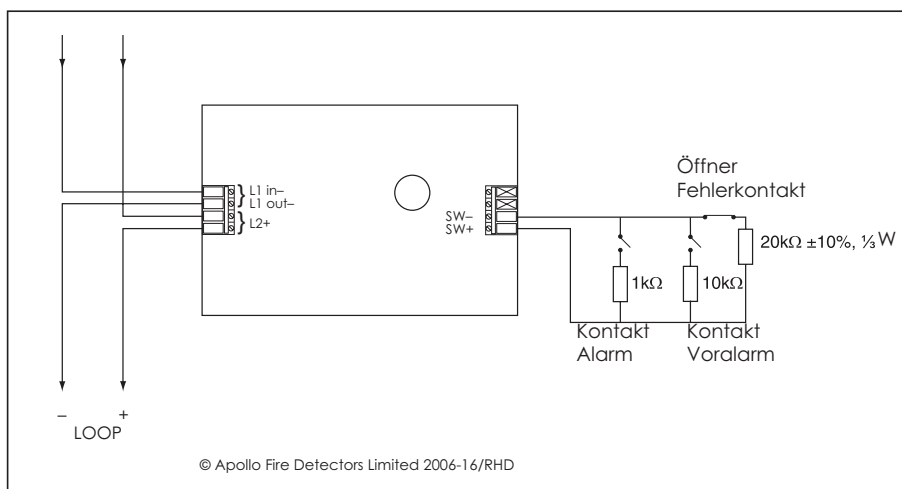 L1 in–
L1 out–
L2+
SW–
SW+
Öffner
Fehlerkontakt
20kΩ ±10%, ⅓ W
1kΩ
10kΩ
Kontakt
Alarm
Kontakt
Voralarm
– +
LOOP
© Apollo Fire Detectors Limited 2006-16/RHD